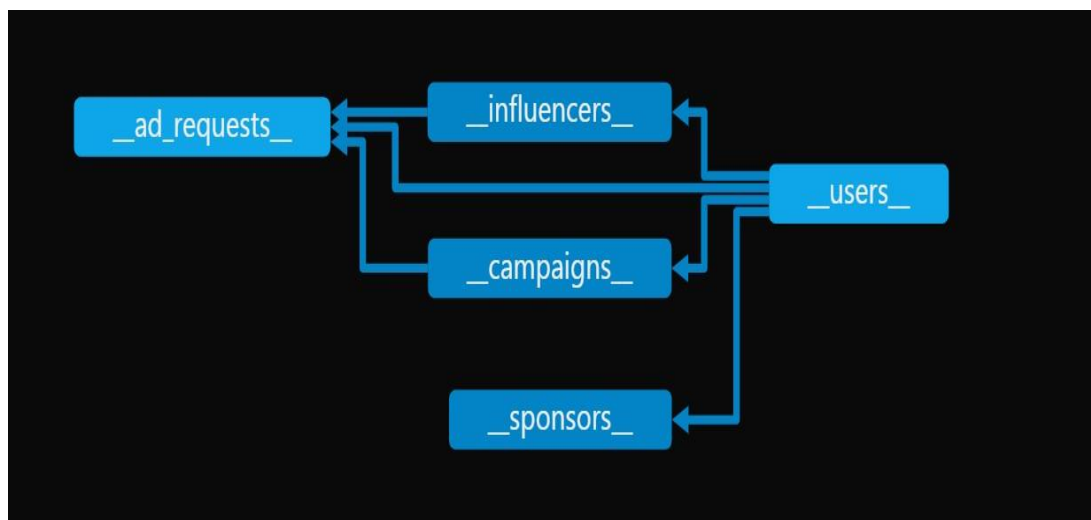 __influencers__
__ad_requests__
__users__
__campaigns__
__sponsors__